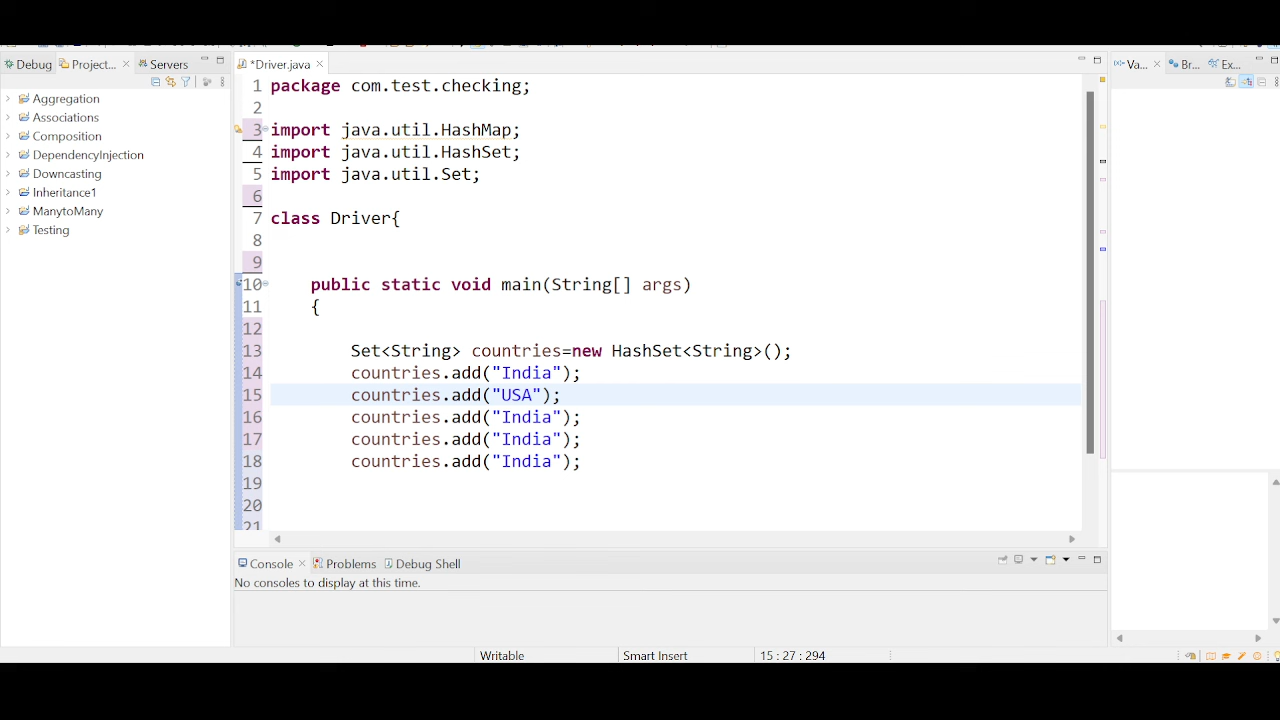 Debug Project... Servers
*Driver.java
Va... Br... Ex...
Aggregation
Associations
Composition
DependencyInjection
Downcasting
Inheritance1
ManytoMany
Testing
1 package com.test.checking;
2
3 import java.util.HashMap;
4 import java.util.HashSet;
5 import java.util.Set;
6
7 class Driver{
8
9
10 public static void main(String[] args)
11 {
12
13 Set<String> countries=new HashSet<String>();
14 countries.add("India");
15 countries.add("USA");
16 countries.add("India");
17 countries.add("India");
18 countries.add("India");
19
20
21
Console Problems Debug Shell
No consoles to display at this time.
Writable Smart Insert 15 : 27 : 294